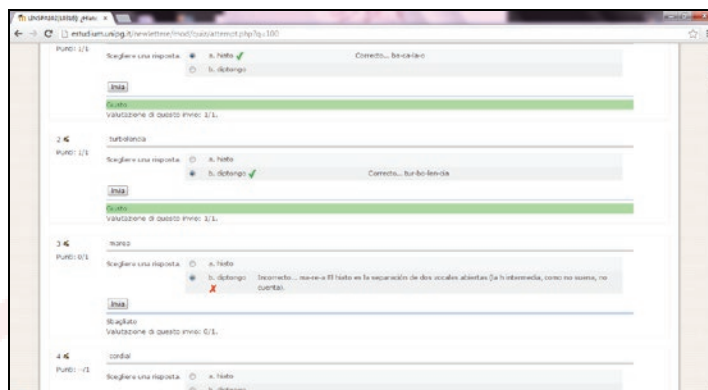 UNISPA142(UBIUS): ¿Hiato
estudium.unipg.it/newlettere/mod/quiz/attempt.php?q=100
Punti: 1/1
Scegliere una risposta. a. hiato Correcto... ba-ca-la-o
b. diptongo
Invia
Giusto
Valutazione di questo invio: 1/1.
2 turbolencia
Punti: 1/1
Scegliere una risposta. a. hiato
b. diptongo Correcto... tur-bo-len-cia
Invia
Giusto
Valutazione di questo invio: 1/1.
3 marea
Punti: 0/1
Scegliere una risposta. a. hiato
b. diptongo Incorrecto... ma-re-a El hiato es la separación de dos vocales abiertas (la h intermedia, como no suena, no
cuenta).
Invia
Sbagliato
Valutazione di questo invio: 0/1.
4 cordial
Punti: --/1
Scegliere una risposta. a. hiato
b. diptongo